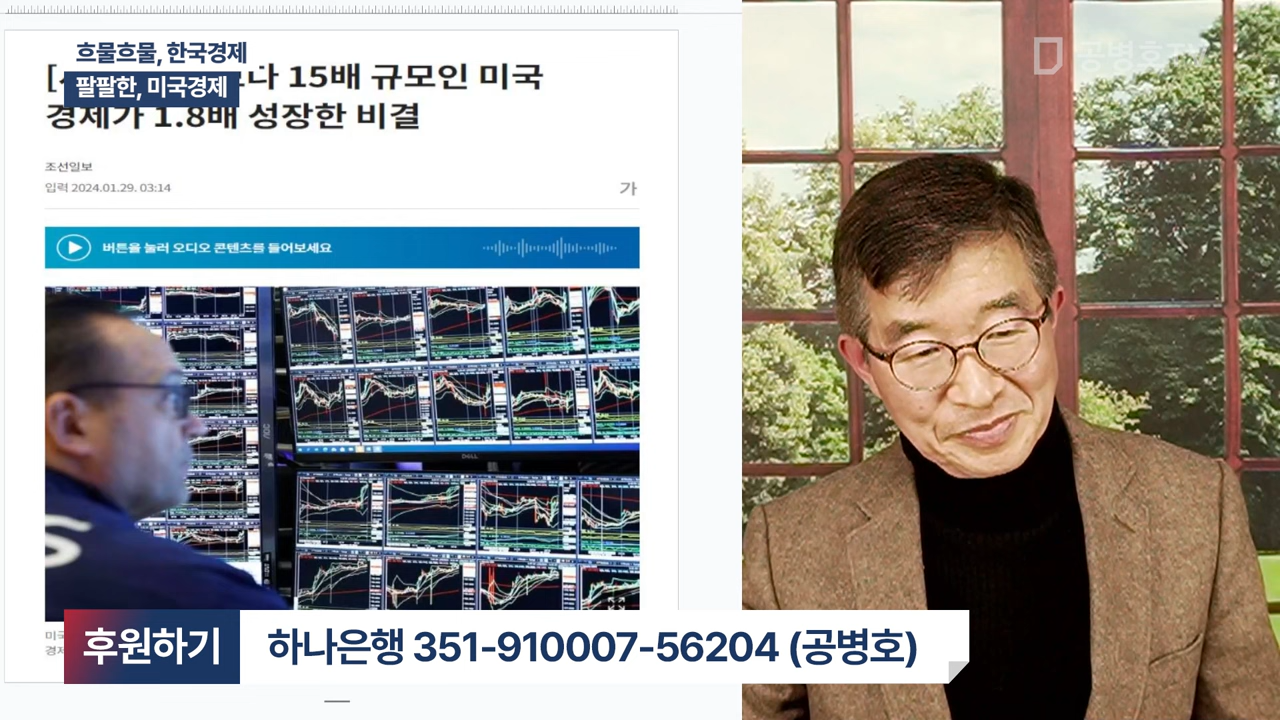 흐물흐물, 한국경제
팔팔한, 미국경제
다 15배 규모인 미국
경제가 1.8배 성장한 비결
조선일보
입력 2024.01.29. 03:14
가
버튼을 눌러 오디오 콘텐츠를 들어보세요
DELL
후원하기
하나은행 351-910007-56204 (공병호)
공병호TV